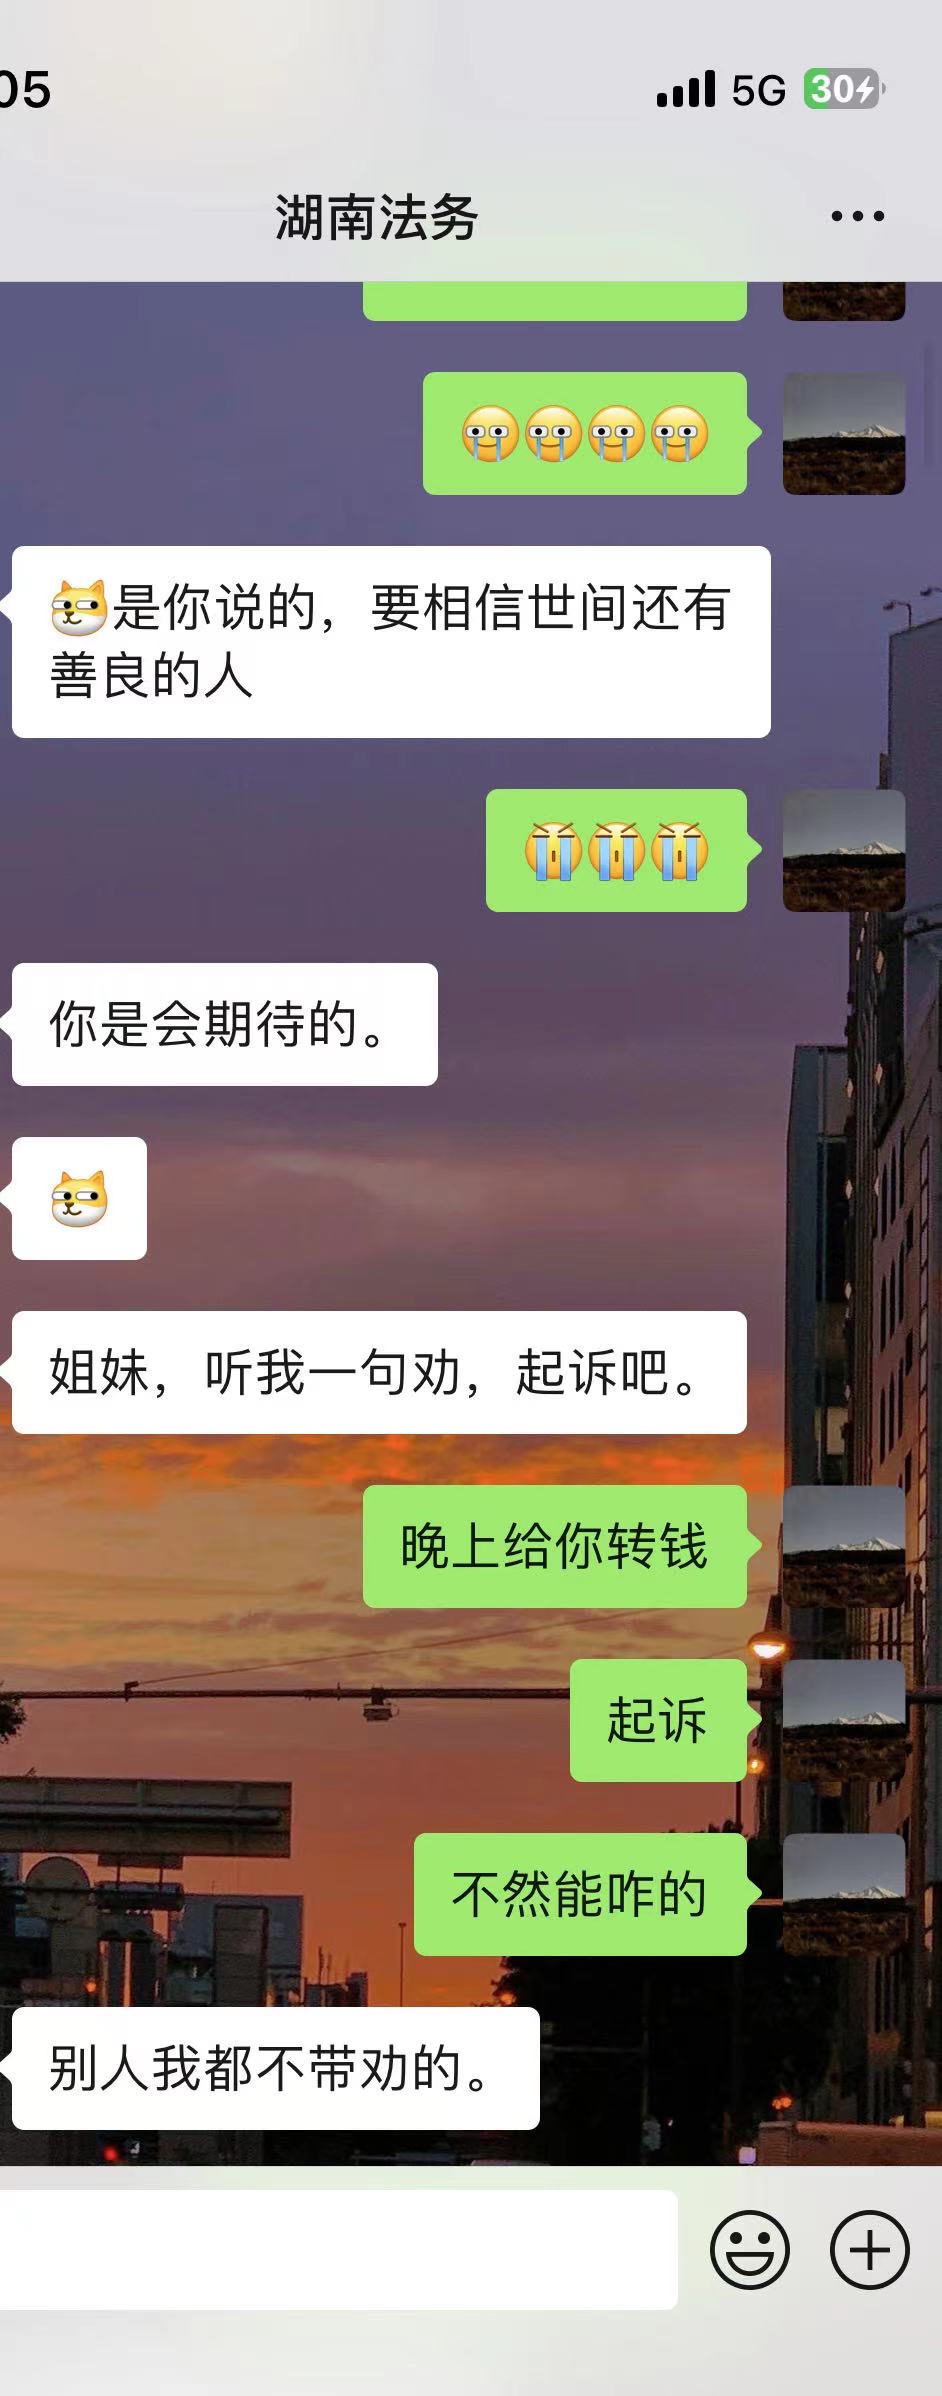 05
5G 30
湖南法务
是你说的，要相信世间还有
善良的人
你是会期待的。
姐妹，听我一句劝，起诉吧。
晚上给你转钱
起诉
不然能咋的
别人我都不带劝的。